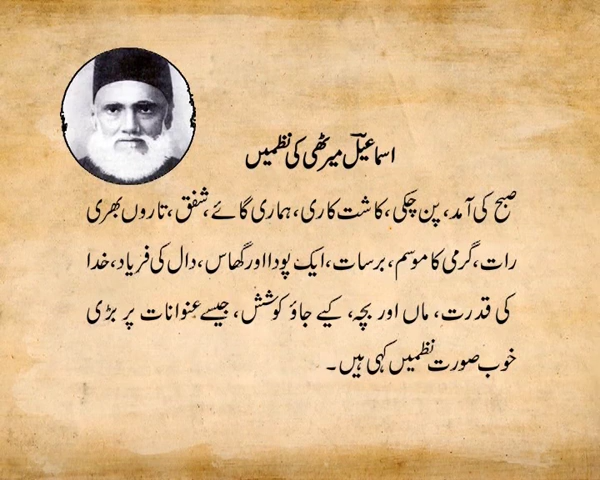 اسماعیلؔ میرٹھی کی نظمیں
صبح کی آمد، پن چکی، کاشت کاری، ہماری گائے، شفق، تاروں بھری
رات، گرمی کا موسم، برسات، ایک پودا اور گھاس، دال کی فریاد، خدا
کی قدرت، ماں اور بچہ، کیے جاؤ کوشش، جیسے عنوانات پر بڑی
خوب صورت نظمیں کہی ہیں۔